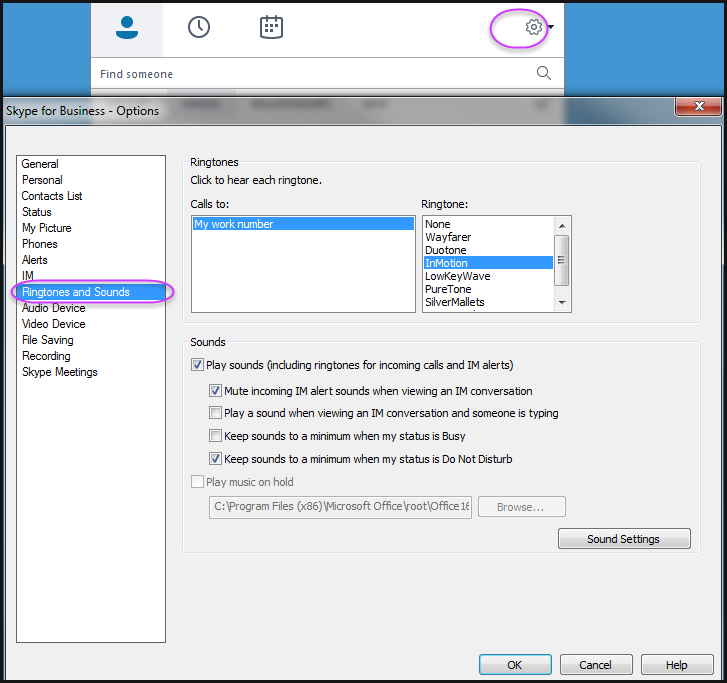 Find someone
Skype for Business - Options
General
Personal
Contacts List
Status
My Picture
Phones
Alerts
IM
Ringtones and Sounds
Audio Device
Video Device
File Saving
Recording
Skype Meetings
Ringtones
Click to hear each ringtone.
Calls to:
My work number
Ringtone:
None
Wayfarer
Duotone
InMotion
LowKeyWave
PureTone
SilverMallets
Sounds
Play sounds (including ringtones for incoming calls and IM alerts)
Mute incoming IM alert sounds when viewing an IM conversation
Play a sound when viewing an IM conversation and someone is typing
Keep sounds to a minimum when my status is Busy
Keep sounds to a minimum when my status is Do Not Disturb
Play music on hold
C:\Program Files (x86)\Microsoft Office\root\Office16
Browse...
Sound Settings
OK
Cancel
Help